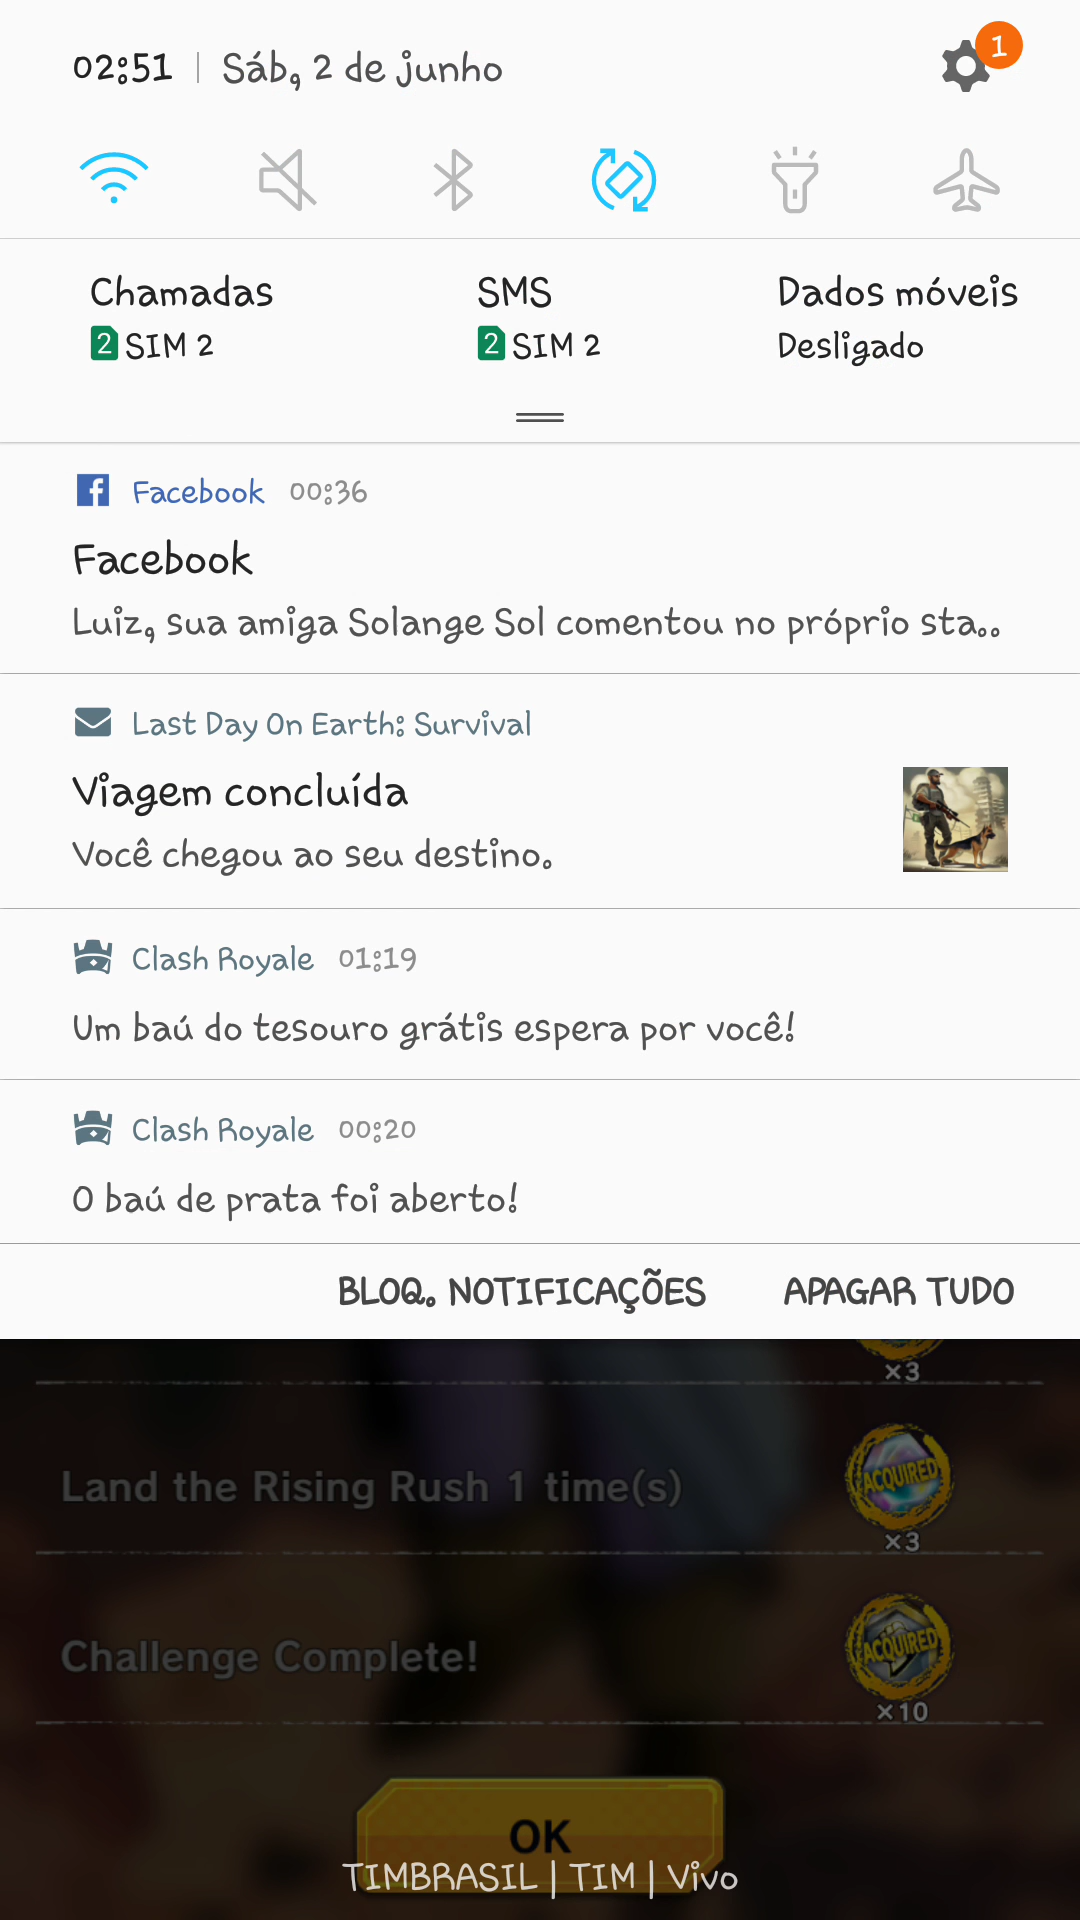 02:51 | Sáb, 2 de junho
1
Chamadas
SMS
Dados móveis
2 SIM 2
2 SIM 2
Desligado
Facebook 00:36
Facebook
Luiz, sua amiga Solange Sol comentou no próprio sta..
Last Day On Earth: Survival
Viagem concluída
Você chegou ao seu destino.
Clash Royale 01:19
Um baú do tesouro grátis espera por você!
Clash Royale 00:20
O baú de prata foi aberto!
BLOQ. NOTIFICAÇÕES
APAGAR TUDO
×3
Land the Rising Rush 1 time(s)
ACQUIRED
×3
Challenge Complete!
ACQUIRED
×10
OK
TIMBRASIL | TIM | Vivo